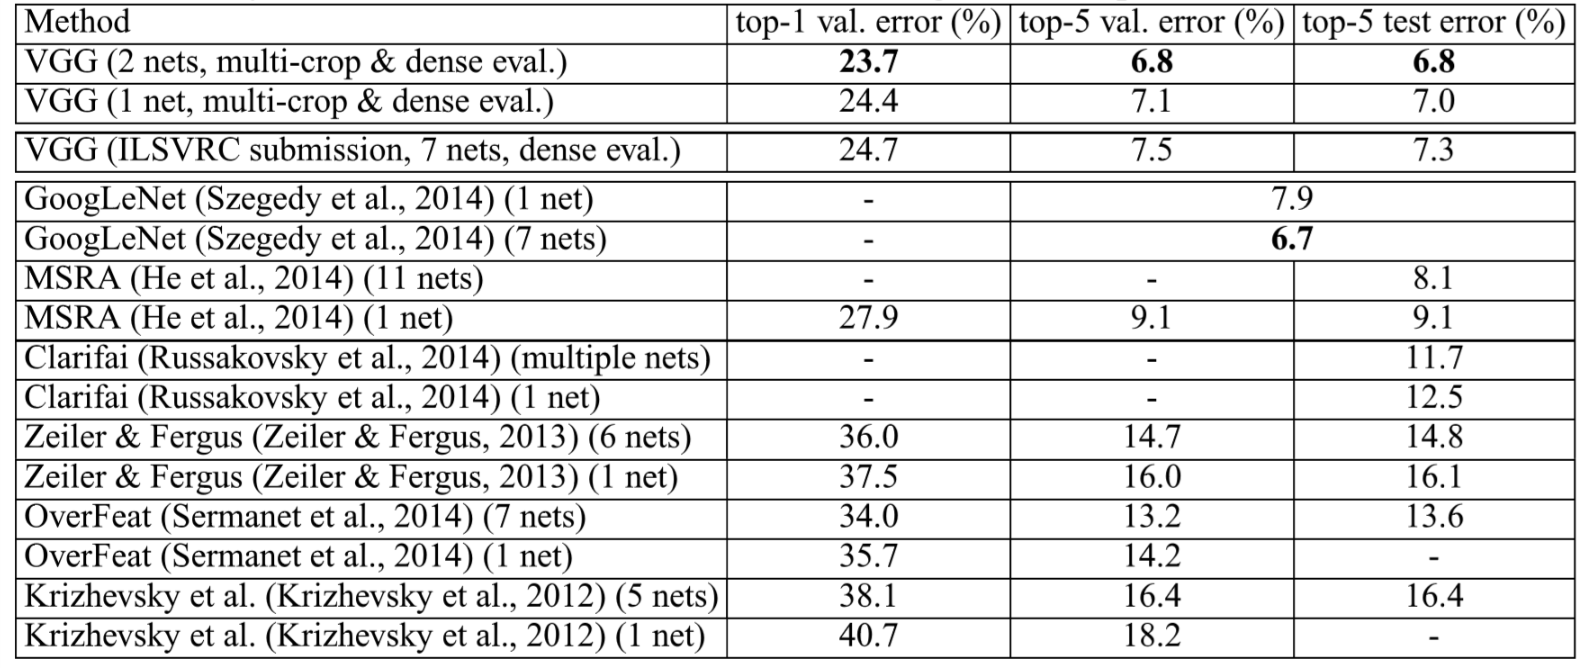 Method top-1 val. error (%) top-5 val. error (%) top-5 test error (%)
VGG (2 nets, multi-crop & dense eval.) 23.7 6.8 6.8
VGG (1 net, multi-crop & dense eval.) 24.4 7.1 7.0
VGG (ILSVRC submission, 7 nets, dense eval.) 24.7 7.5 7.3
GoogLeNet (Szegedy et al., 2014) (1 net) - 7.9
GoogLeNet (Szegedy et al., 2014) (7 nets) - 6.7
MSRA (He et al., 2014) (11 nets) - - 8.1
MSRA (He et al., 2014) (1 net) 27.9 9.1 9.1
Clarifai (Russakovsky et al., 2014) (multiple nets) - - 11.7
Clarifai (Russakovsky et al., 2014) (1 net) - - 12.5
Zeiler & Fergus (Zeiler & Fergus, 2013) (6 nets) 36.0 14.7 14.8
Zeiler & Fergus (Zeiler & Fergus, 2013) (1 net) 37.5 16.0 16.1
OverFeat (Sermanet et al., 2014) (7 nets) 34.0 13.2 13.6
OverFeat (Sermanet et al., 2014) (1 net) 35.7 14.2 -
Krizhevsky et al. (Krizhevsky et al., 2012) (5 nets) 38.1 16.4 16.4
Krizhevsky et al. (Krizhevsky et al., 2012) (1 net) 40.7 18.2 -